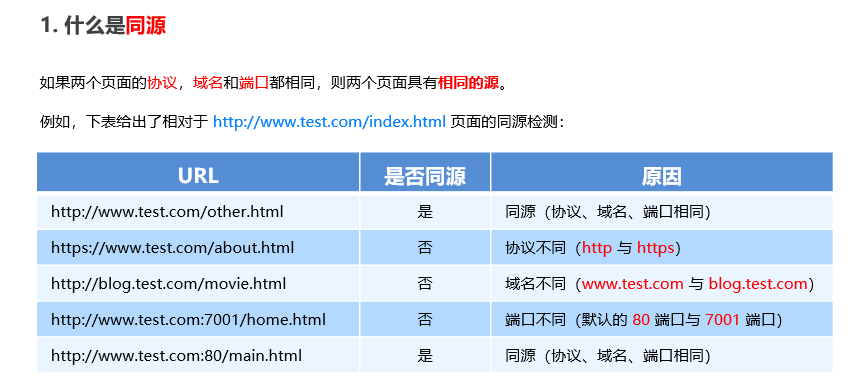 1. 什么是同源
如果两个页面的协议，域名和端口都相同，则两个页面具有相同的源。
例如，下表给出了相对于 http://www.test.com/index.html 页面的同源检测：
URL 是否同源 原因
http://www.test.com/other.html 是 同源（协议、域名、端口相同）
https://www.test.com/about.html 否 协议不同（http 与 https）
http://blog.test.com/movie.html 否 域名不同（www.test.com 与 blog.test.com）
http://www.test.com:7001/home.html 否 端口不同（默认的 80 端口与 7001 端口）
http://www.test.com:80/main.html 是 同源（协议、域名、端口相同）